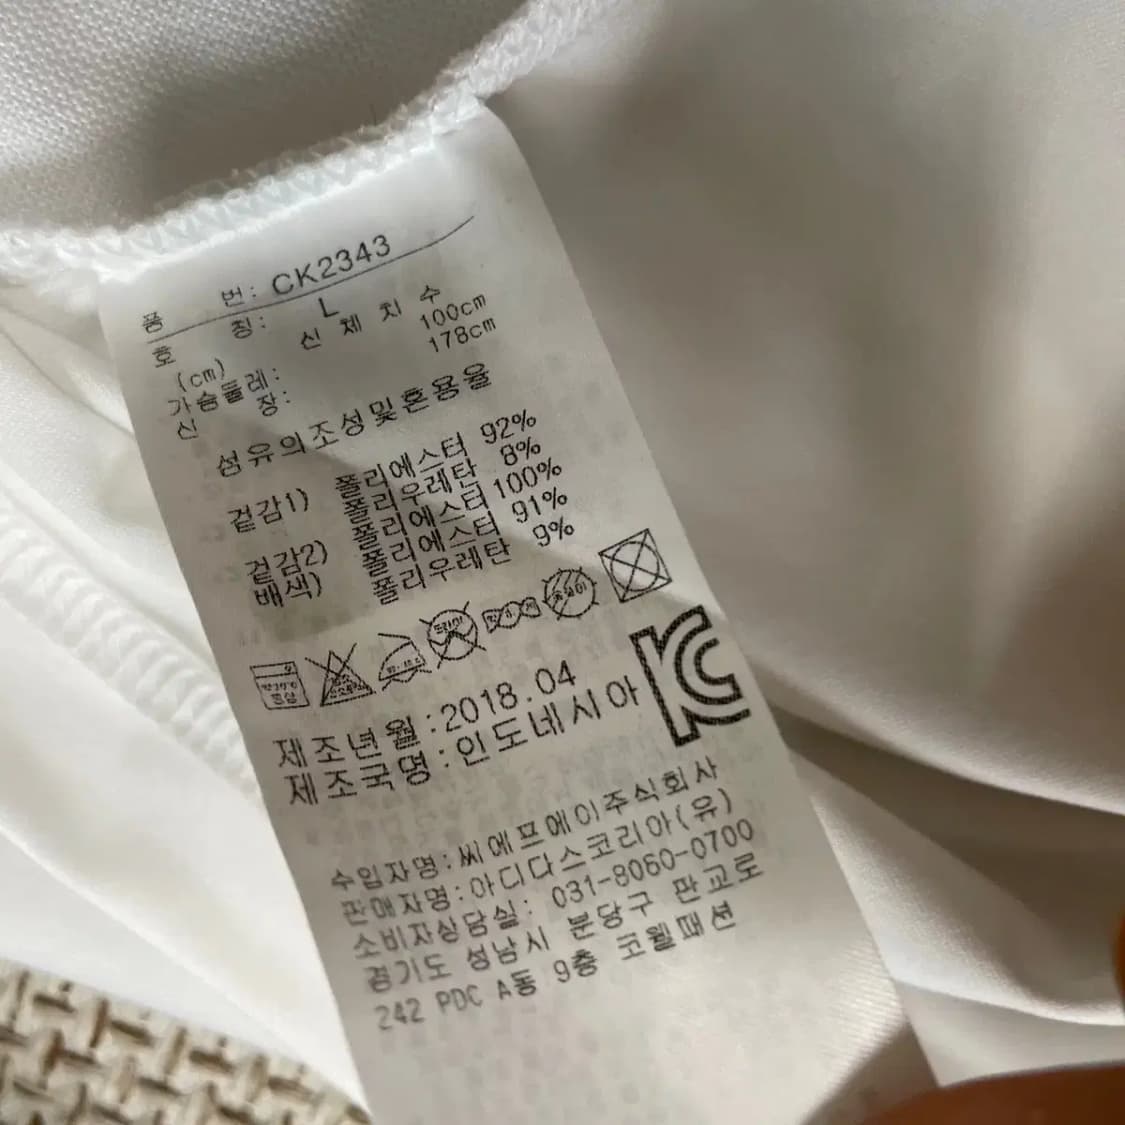 품 번: CK2343
호 칭: L
(cm) 신 체 치 수
가슴둘레: 100cm
신 장: 178cm
섬유의조성및혼용율
겉감1) 폴리에스터 92%
폴리우레탄 8%
겉감2) 폴리에스터 100%
배색) 폴리에스터 91%
폴리우레탄 9%
드라이
제조년월:2018.04
제조국명:인도네시아
수입자명:씨에프에이주식회사
판매자명:아디다스코리아(유)
소비자상담실: 031-8060-0700
경기도 성남시 분당구 판교로
242 PDC A동 9층 코웰패션